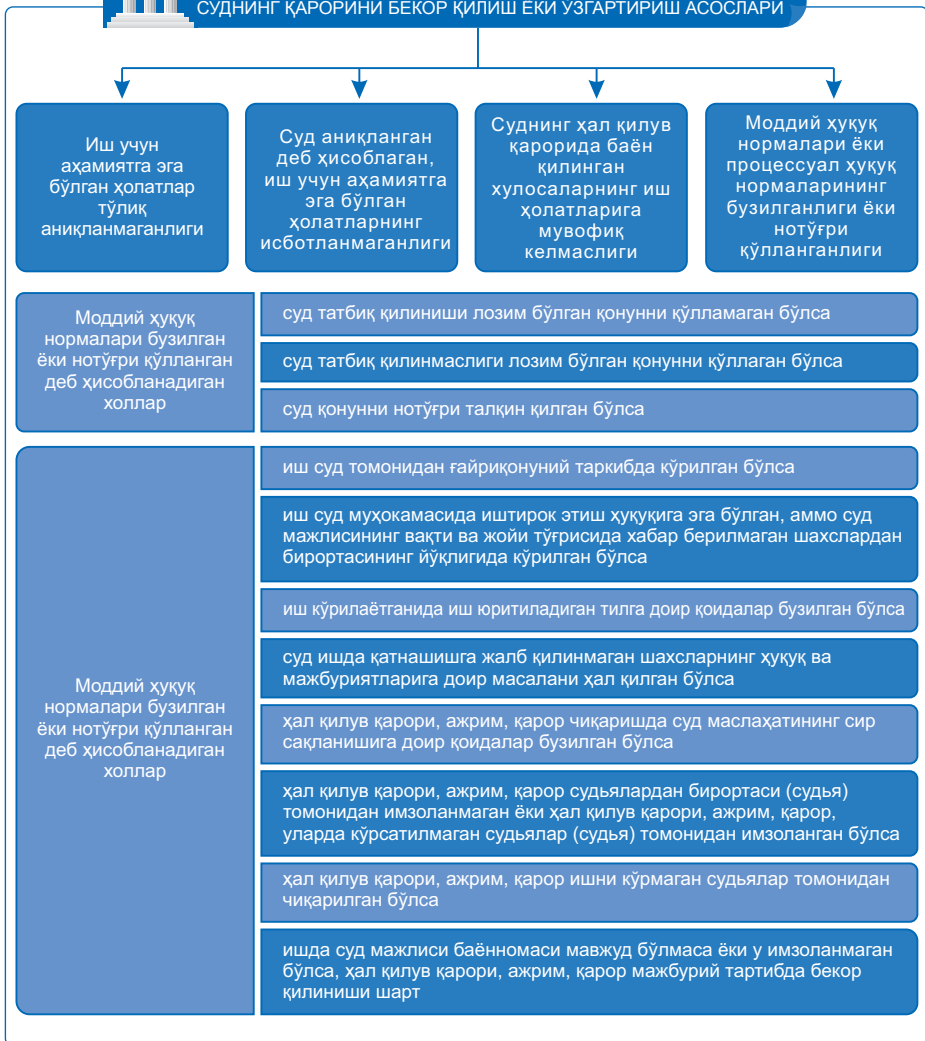 СУДНИНГ ҚАРОРИНИ БЕКОР ҚИЛИШ ЁКИ УЗГАРТИРИШ АСОСЛАРИ
Иш учун
аҳамиятга эга
бўлган ҳолатлар
тўлиқ
аниқланмаганлиги
Суд аниқланган
деб ҳисоблаган,
иш учун аҳамиятга
эга бўлган
ҳолатларнинг
исботланмаганлиги
Суднинг ҳал қилув
қарорида баён
қилинган
хулосаларнинг иш
ҳолатларига
мувофиқ
келмаслиги
Моддий ҳуқуқ
нормалари ёки
процессуал ҳуқуқ
нормаларининг
бузилганлиги ёки
нотўғри
қўлланганлиги
Моддий ҳуқуқ
нормалари бузилган
ёки нотўғри қўлланган
деб ҳисобланадиган
холлар
суд татбиқ қилиниши лозим бўлган қонунни қўлламаган бўлса
суд татбиқ қилинмаслиги лозим бўлган қонунни қўллаган бўлса
суд қонунни нотўғри талқин қилган бўлса
Моддий ҳуқуқ
нормалари бузилган
ёки нотўғри қўлланган
деб ҳисобланадиган
холлар
иш суд томонидан ғайриқонуний таркибда кўрилган бўлса
иш суд муҳокамасида иштирок этиш ҳуқуқига эга бўлган, аммо суд
мажлисининг вақти ва жойи тўғрисида хабар берилмаган шахслардан
бирортасининг йўқлигида кўрилган бўлса
иш кўрилаётганида иш юритиладиган тилга доир қоидалар бузилган бўлса
суд ишда қатнашишга жалб қилинмаган шахсларнинг ҳуқуқ ва
мажбуриятларига доир масалани ҳал қилган бўлса
ҳал қилув қарори, ажрим, қарор чиқаришда суд маслаҳатининг сир
сақланишига доир қоидалар бузилган бўлса
ҳал қилув қарори, ажрим, қарор судьялардан бирортаси (судья)
томонидан имзоланмаган ёки ҳал қилув қарори, ажрим, қарор,
уларда кўрсатилмаган судьялар (судья) томонидан имзоланган бўлса
ҳал қилув қарори, ажрим, қарор ишни кўрмаган судьялар томонидан
чиқарилган бўлса
ишда суд мажлиси баённомаси мавжуд бўлмаса ёки у имзоланмаган
бўлса, ҳал қилув қарори, ажрим, қарор мажбурий тартибда бекор
қилиниши шарт